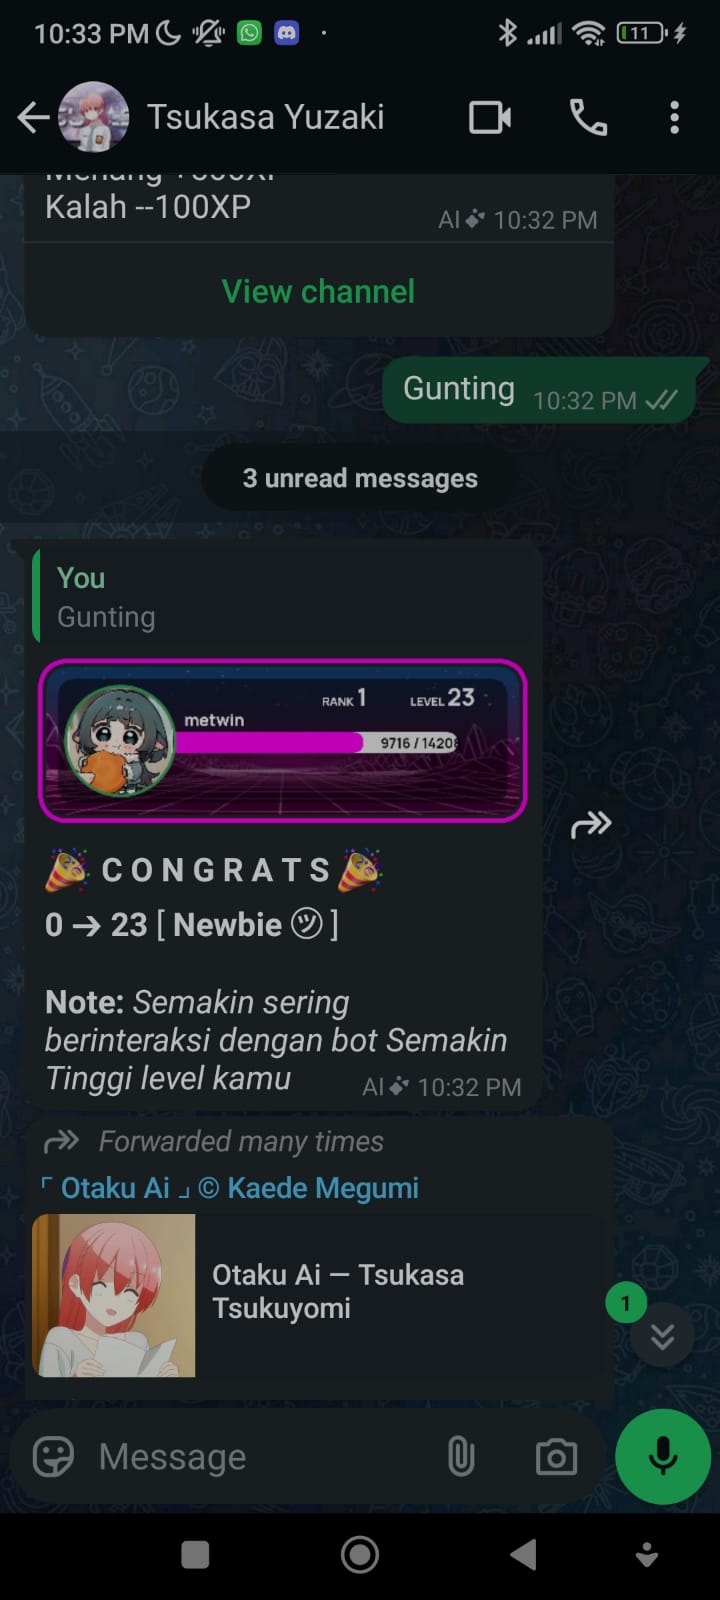 10:33 PM
11
Tsukasa Yuzaki
Kalah --100XP
AI 10:32 PM
View channel
Gunting 10:32 PM
3 unread messages
You
Gunting
RANK 1 LEVEL 23
metwin
9716 / 14208
🎉 C O N G R A T S 🎉
0 → 23 [ Newbie ㋡ ]
Note: Semakin sering
berinteraksi dengan bot Semakin
Tinggi level kamu
AI 10:32 PM
Forwarded many times
「 Otaku Ai 」 © Kaede Megumi
Otaku Ai — Tsukasa
Tsukuyomi
1
Message